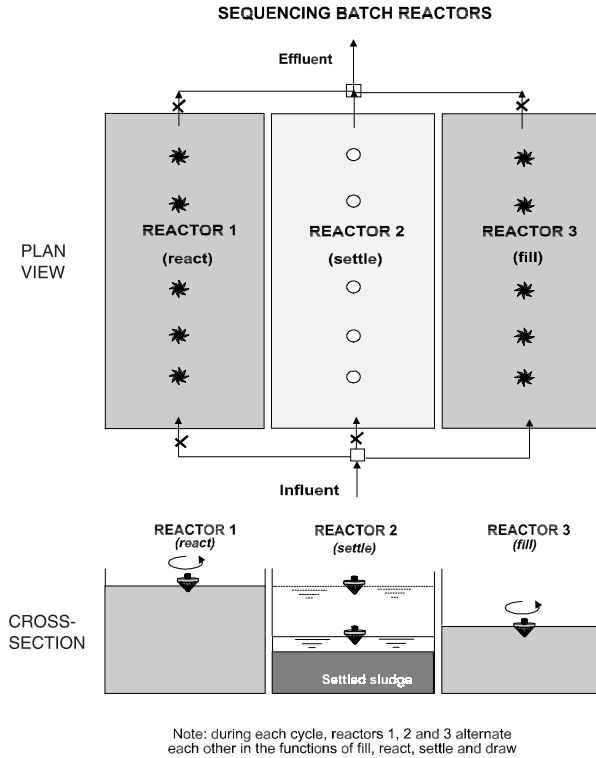 SEQUENCING BATCH REACTORS
Effluent
REACTOR 1
(react)
REACTOR 2
(settle)
REACTOR 3
(fill)
PLAN
VIEW
Influent
REACTOR 1
(react)
REACTOR 2
(settle)
REACTOR 3
(fill)
CROSS-
SECTION
Settled sludge
Note: during each cycle, reactors 1, 2 and 3 alternate
each other in the functions of fill, react, settle and draw